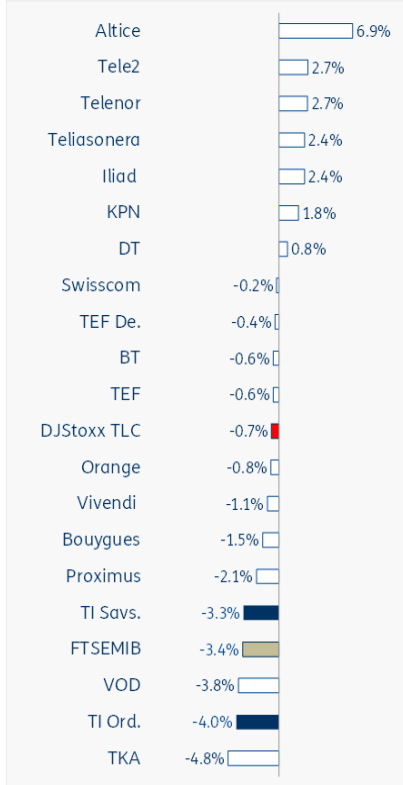 Altice 6.9%
Tele2 2.7%
Telenor 2.7%
Teliasonera 2.4%
Iliad 2.4%
KPN 1.8%
DT 0.8%
Swisscom -0.2%
TEF De. -0.4%
BT -0.6%
TEF -0.6%
DJStoxx TLC -0.7%
Orange -0.8%
Vivendi -1.1%
Bouygues -1.5%
Proximus -2.1%
TI Savs. -3.3%
FTSEMIB -3.4%
VOD -3.8%
TI Ord. -4.0%
TKA -4.8%